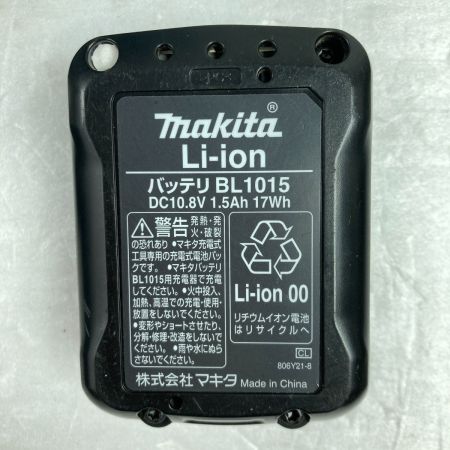 makita®
Li-ion
バッテリ BL1015
DC10.8V 1.5Ah 17Wh
警告 発熱・発
火・破裂
の恐れあり ●マキタ充電式
工具専用の充電式電池パッ
クです。 ●マキタバッテリ
BL1015用充電器で充電
してください。●火中投入、
加熱、高温での充電・使用・
放置をしないでください。
●変形やショートさせたり、
分解・修理・改造をしないで
ください。●雨や水にぬら
さないでください。
Li-ion 00
リチウムイオン電池
はリサイクルへ
CL
806Y21-8
株式会社 マキタ Made in China